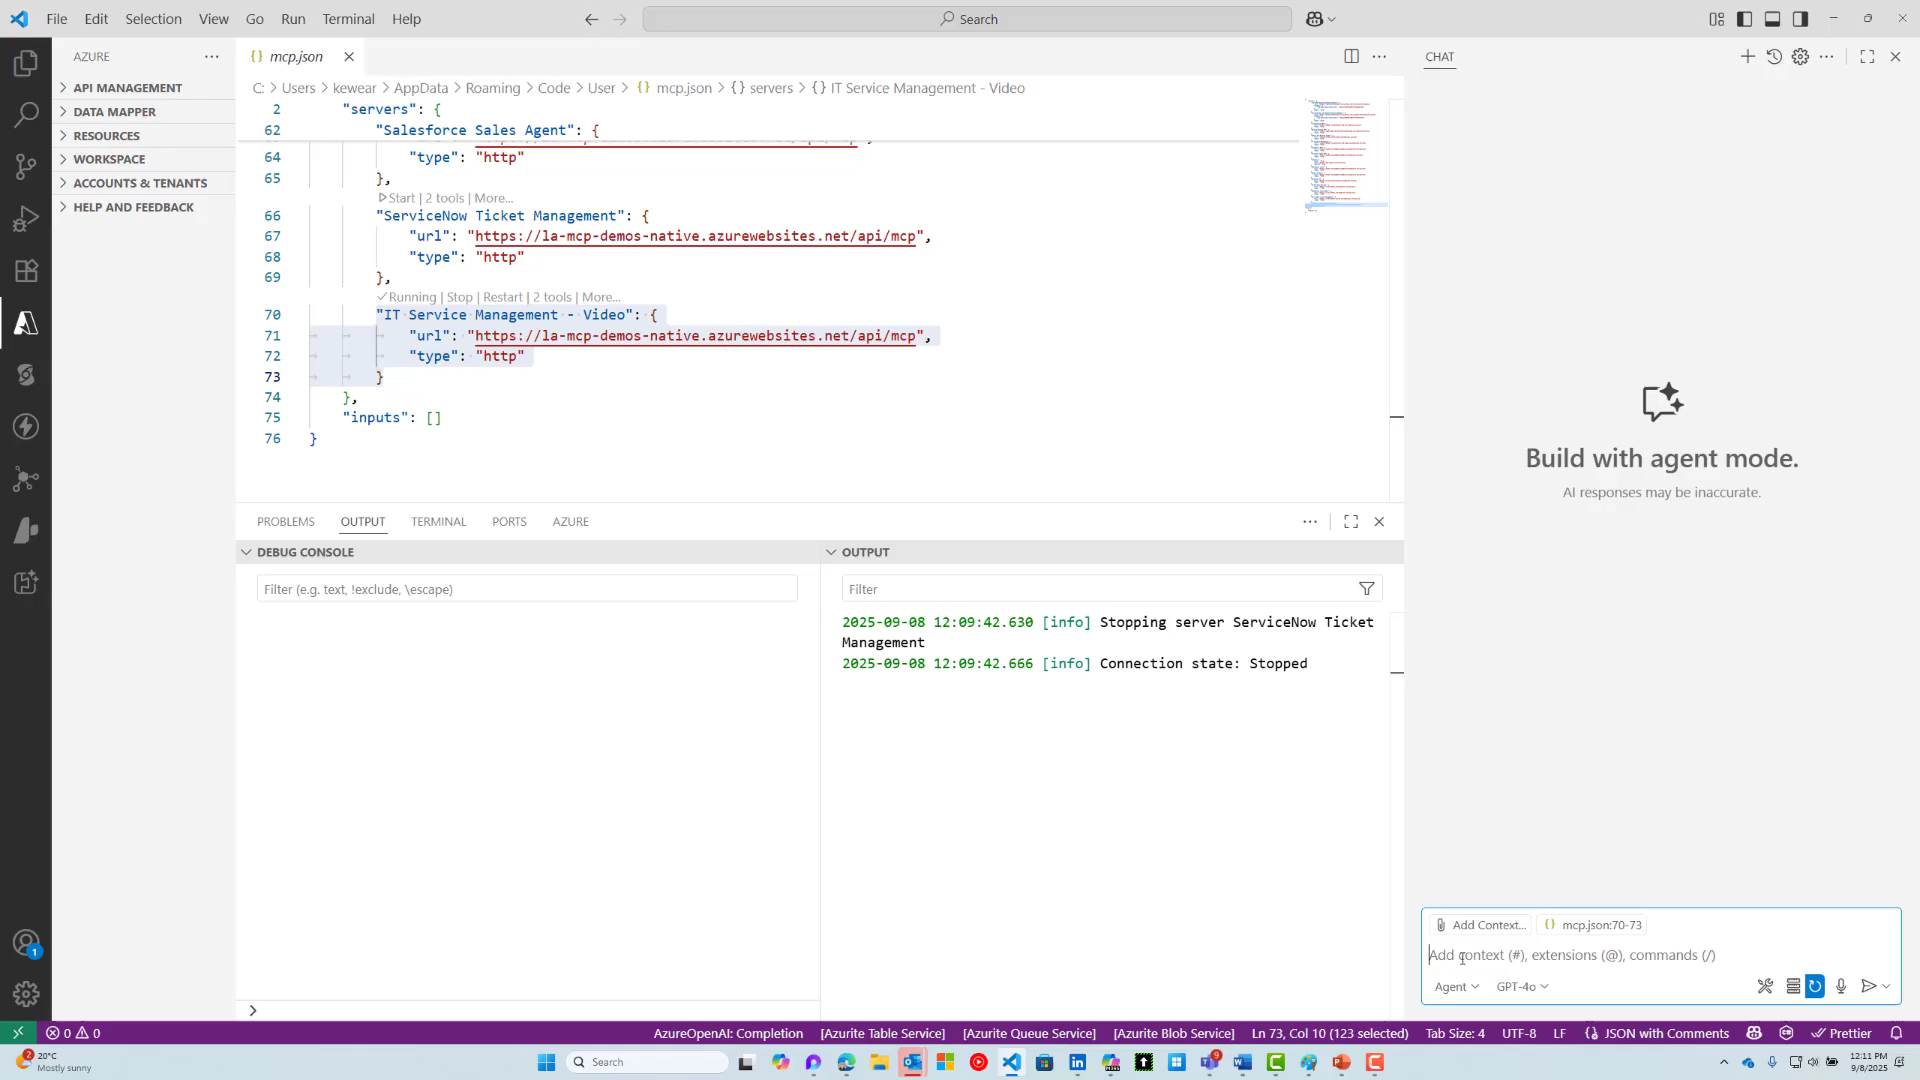 File Edit Selection View Go Run Terminal Help
Search
AZURE
API MANAGEMENT
DATA MAPPER
RESOURCES
WORKSPACE
ACCOUNTS & TENANTS
HELP AND FEEDBACK
{} mcp.json
C: > Users > kewear > AppData > Roaming > Code > User > {} mcp.json > {} servers > {} IT Service Management - Video
2 "servers": {
62 "Salesforce Sales Agent": {
64 "type": "http"
65 },
Start | 2 tools | More...
66 "ServiceNow Ticket Management": {
67 "url": "https://la-mcp-demos-native.azurewebsites.net/api/mcp",
68 "type": "http"
69 },
✓Running | Stop | Restart | 2 tools | More...
70 "IT Service Management - Video": {
71 "url": "https://la-mcp-demos-native.azurewebsites.net/api/mcp",
72 "type": "http"
73 }
74 },
75 "inputs": []
76 }
PROBLEMS OUTPUT TERMINAL PORTS AZURE
DEBUG CONSOLE
Filter (e.g. text, !exclude, \escape)
OUTPUT
Filter
2025-09-08 12:09:42.630 [info] Stopping server ServiceNow Ticket
Management
2025-09-08 12:09:42.666 [info] Connection state: Stopped
CHAT
Build with agent mode.
AI responses may be inaccurate.
Add Context... {} mcp.json:70-73
Add context (#), extensions (@), commands (/)
Agent GPT-4o
1
0 0 AzureOpenAI: Completion [Azurite Table Service] [Azurite Queue Service] [Azurite Blob Service] Ln 73, Col 10 (123 selected) Tab Size: 4 UTF-8 LF JSON with Comments Prettier
2 20°C
Mostly sunny
Search
9
12:11 PM
9/8/2025